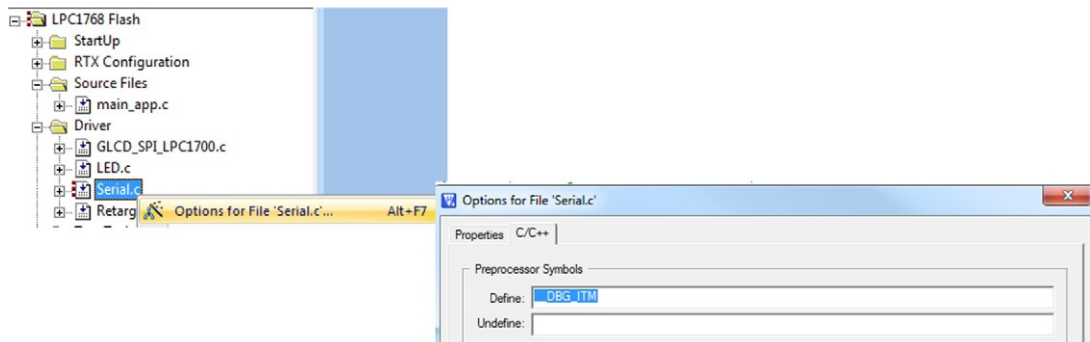 LPC1768 Flash
StartUp
RTX Configuration
Source Files
main_app.c
Driver
GLCD_SPI_LPC1700.c
LED.c
Serial.c
Retarg
Options for File 'Serial.c'... Alt+F7
Options for File 'Serial.c'
Properties C/C++
Preprocessor Symbols
Define: __DBG_ITM
Undefine: